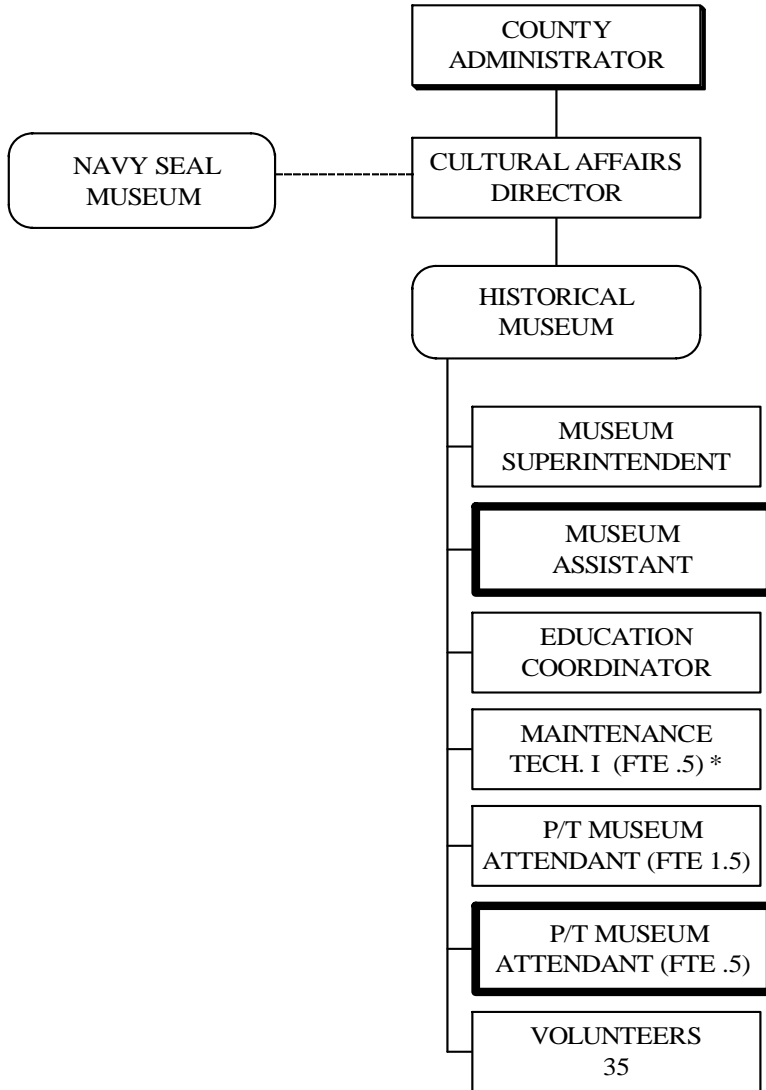 COUNTY
ADMINISTRATOR
NAVY SEAL
MUSEUM
CULTURAL AFFAIRS
DIRECTOR
HISTORICAL
MUSEUM
MUSEUM
SUPERINTENDENT
MUSEUM
ASSISTANT
EDUCATION
COORDINATOR
MAINTENANCE
TECH. I (FTE .5) *
P/T MUSEUM
ATTENDANT (FTE 1.5)
P/T MUSEUM
ATTENDANT (FTE .5)
VOLUNTEERS
35